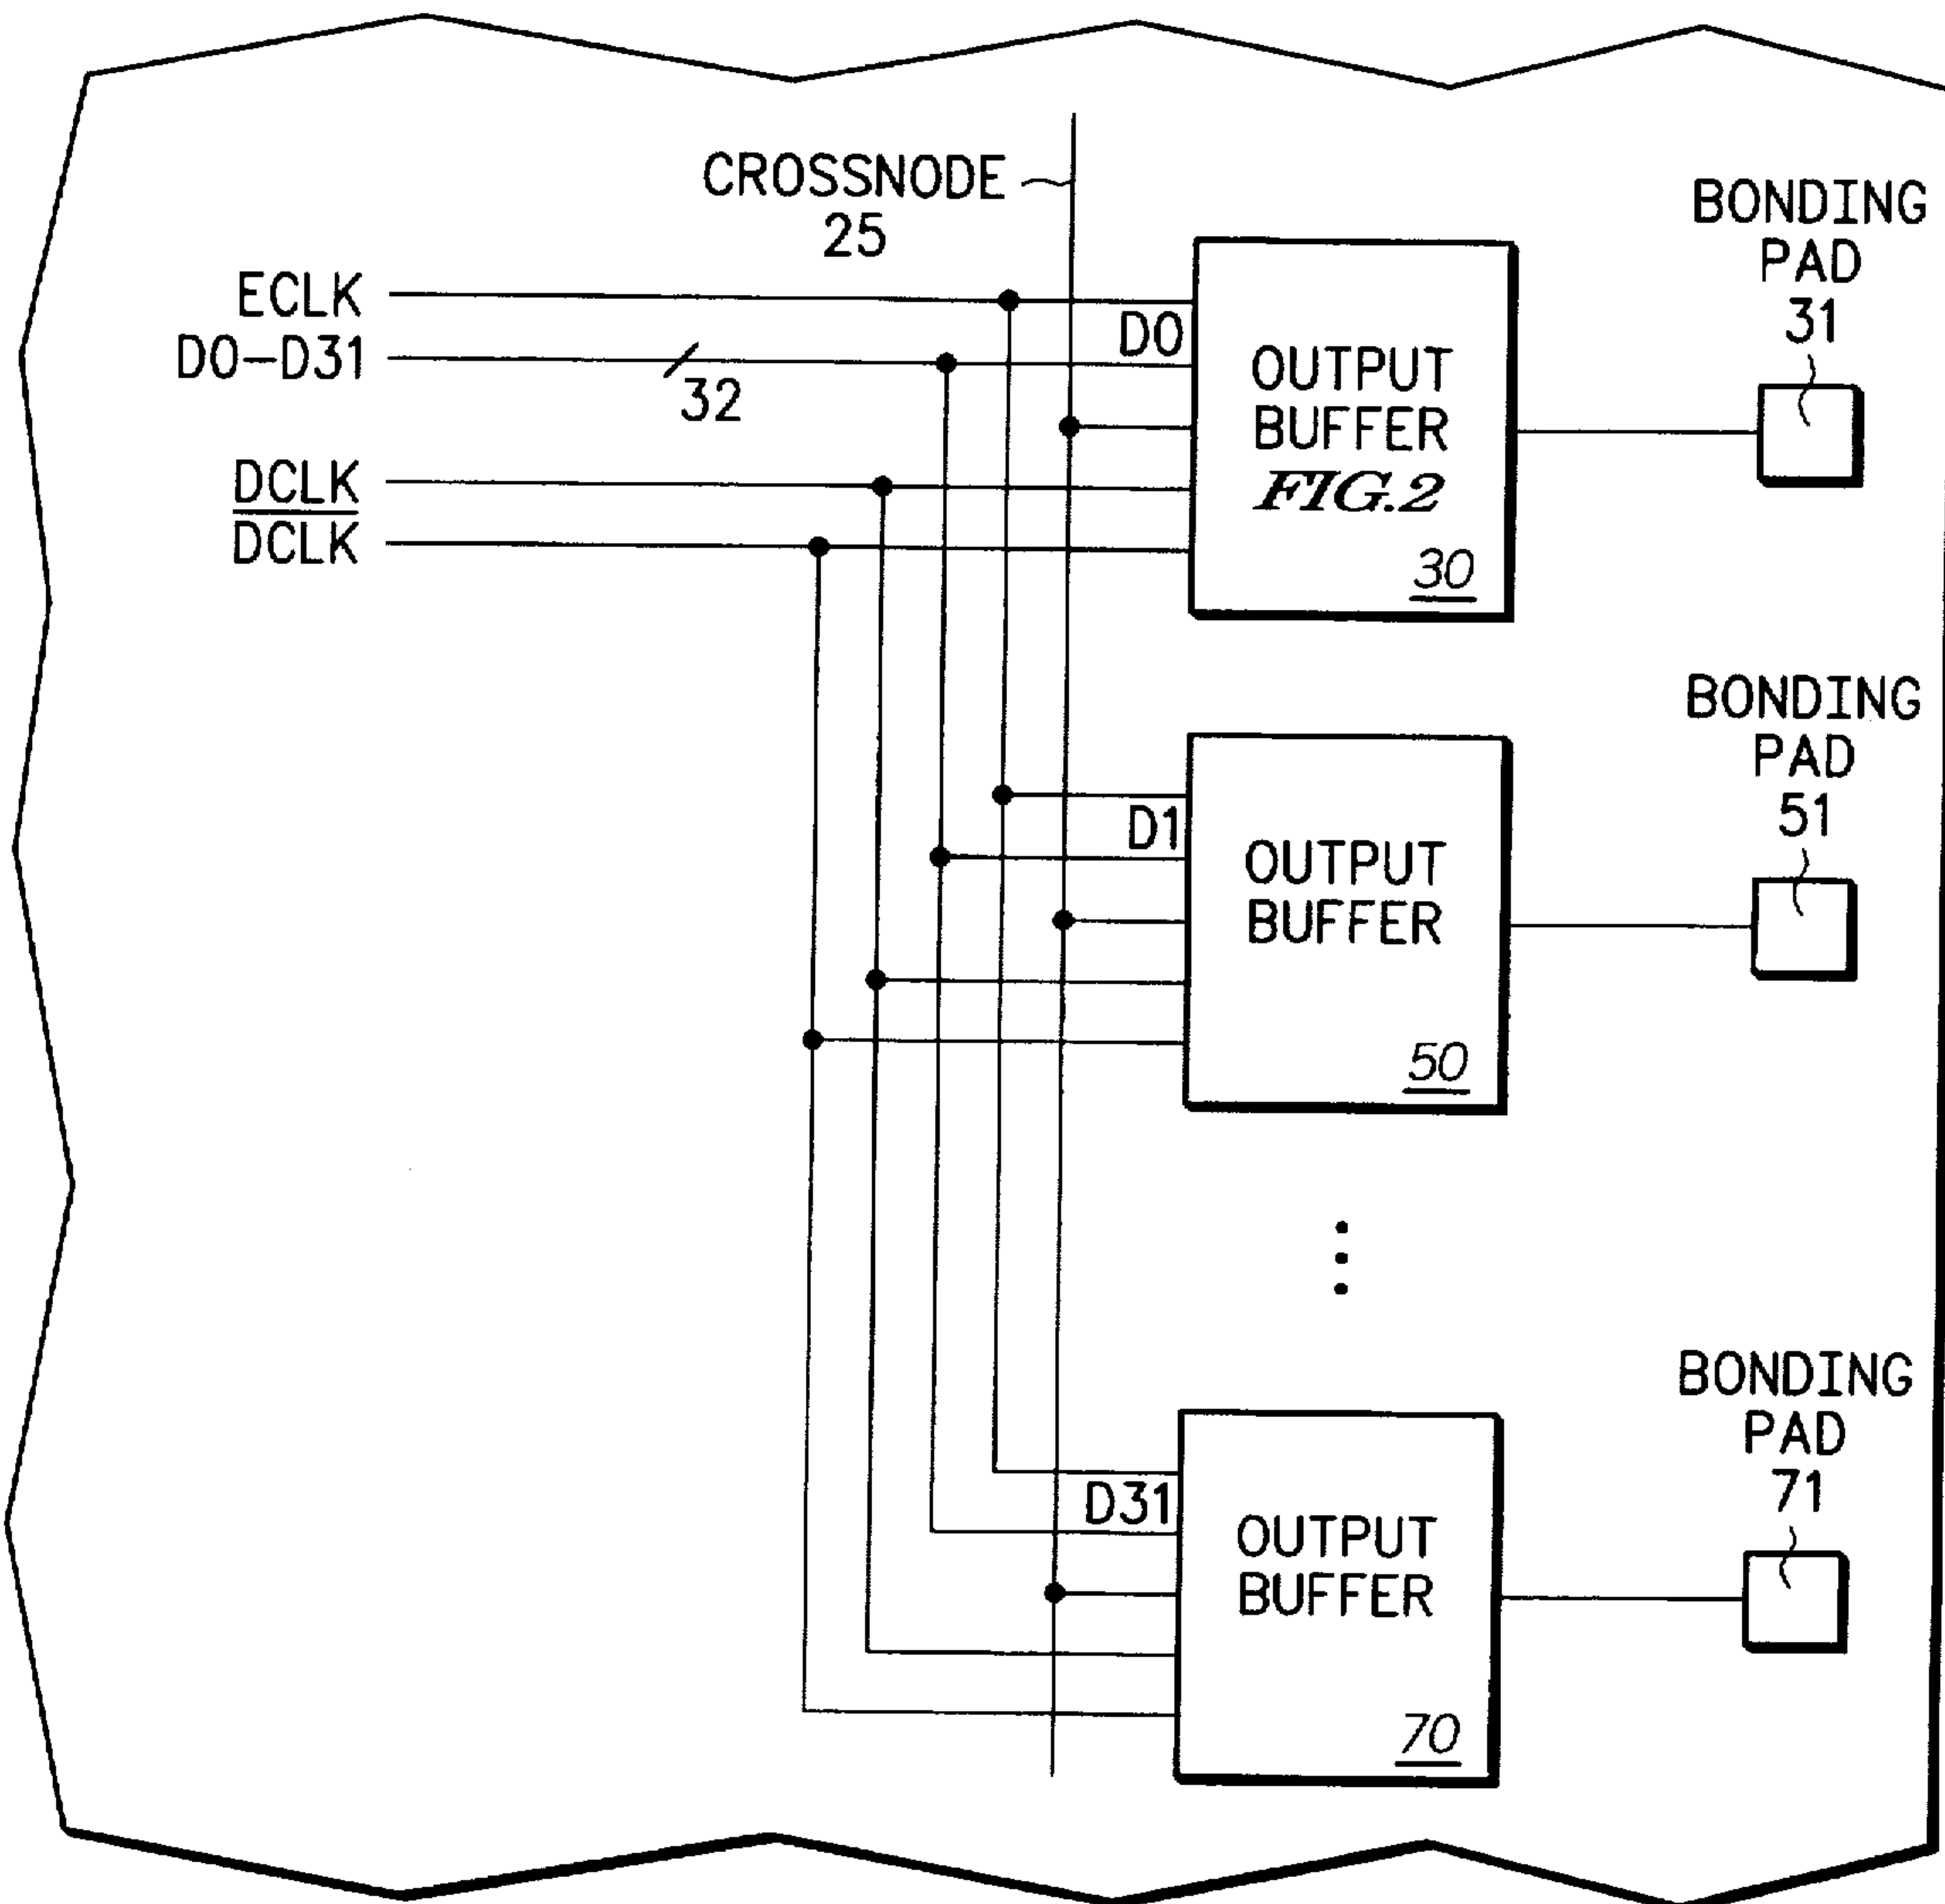 CROSSNODE
25
BONDING
PAD
31
ECLK
D0-D31
32
DCLK
DCLK
D0
OUTPUT
BUFFER
FIG.2
30
BONDING
PAD
51
D1
OUTPUT
BUFFER
50
BONDING
PAD
71
D31
OUTPUT
BUFFER
70